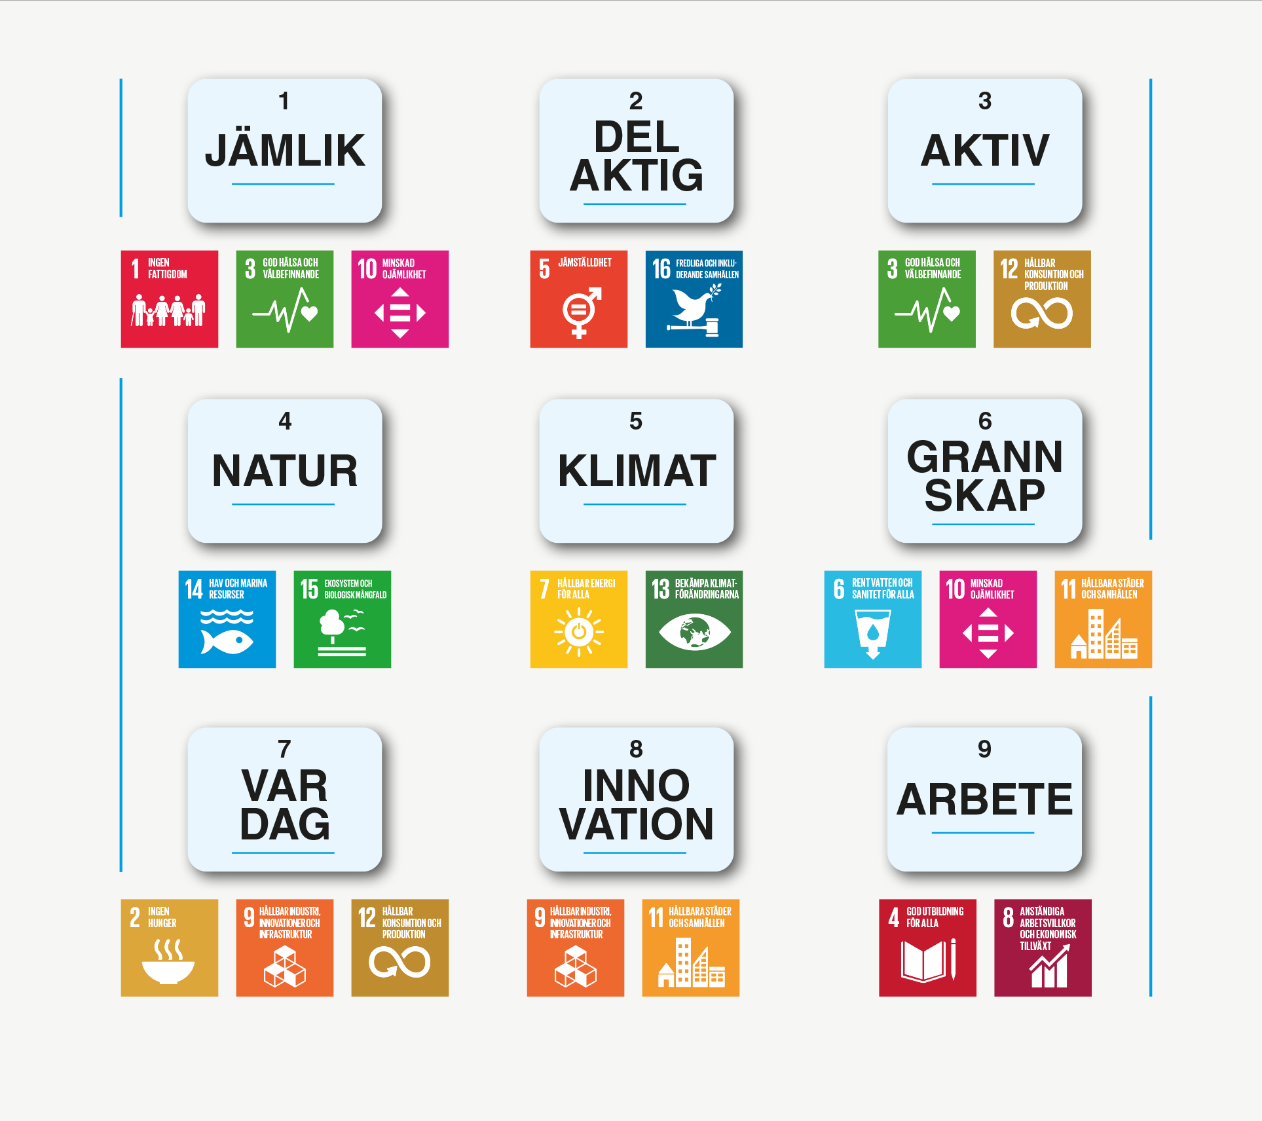 1
JÄMLIK
2
DEL
AKTIG
3
AKTIV
1 INGEN
FATTIGDOM
3 GOD HÄLSA OCH
VÄLBEFINNANDE
10 MINSKAD
OJÄMLIKHET
5 JÄMSTÄLLDHET
16 FREDLIGA OCH INKLU-
DERANDE SAMHÄLLEN
3 GOD HÄLSA OCH
VÄLBEFINNANDE
12 HÅLLBAR
KONSUMTION OCH
PRODUKTION
4
NATUR
5
KLIMAT
6
GRANN
SKAP
14 HAV OCH MARINA
RESURSER
15 EKOSYSTEM OCH
BIOLOGISK MÅNGFALD
7 HÅLLBAR ENERGI
FÖR ALLA
13 BEKÄMPA KLIMAT-
FÖRÄNDRINGARNA
6 RENT VATTEN OCH
SANITET FÖR ALLA
10 MINSKAD
OJÄMLIKHET
11 HÅLLBARA STÄDER
OCH SAMHÄLLEN
7
VAR
DAG
8
INNO
VATION
9
ARBETE
2 INGEN
HUNGER
9 HÅLLBAR INDUSTRI,
INNOVATIONER OCH
INFRASTRUKTUR
12 HÅLLBAR
KONSUMTION OCH
PRODUKTION
9 HÅLLBAR INDUSTRI,
INNOVATIONER OCH
INFRASTRUKTUR
11 HÅLLBARA STÄDER
OCH SAMHÄLLEN
4 GOD UTBILDNING
FÖR ALLA
8 ANSTÄNDIGA
ARBETSVILLKOR
OCH EKONOMISK
TILLVÄXT